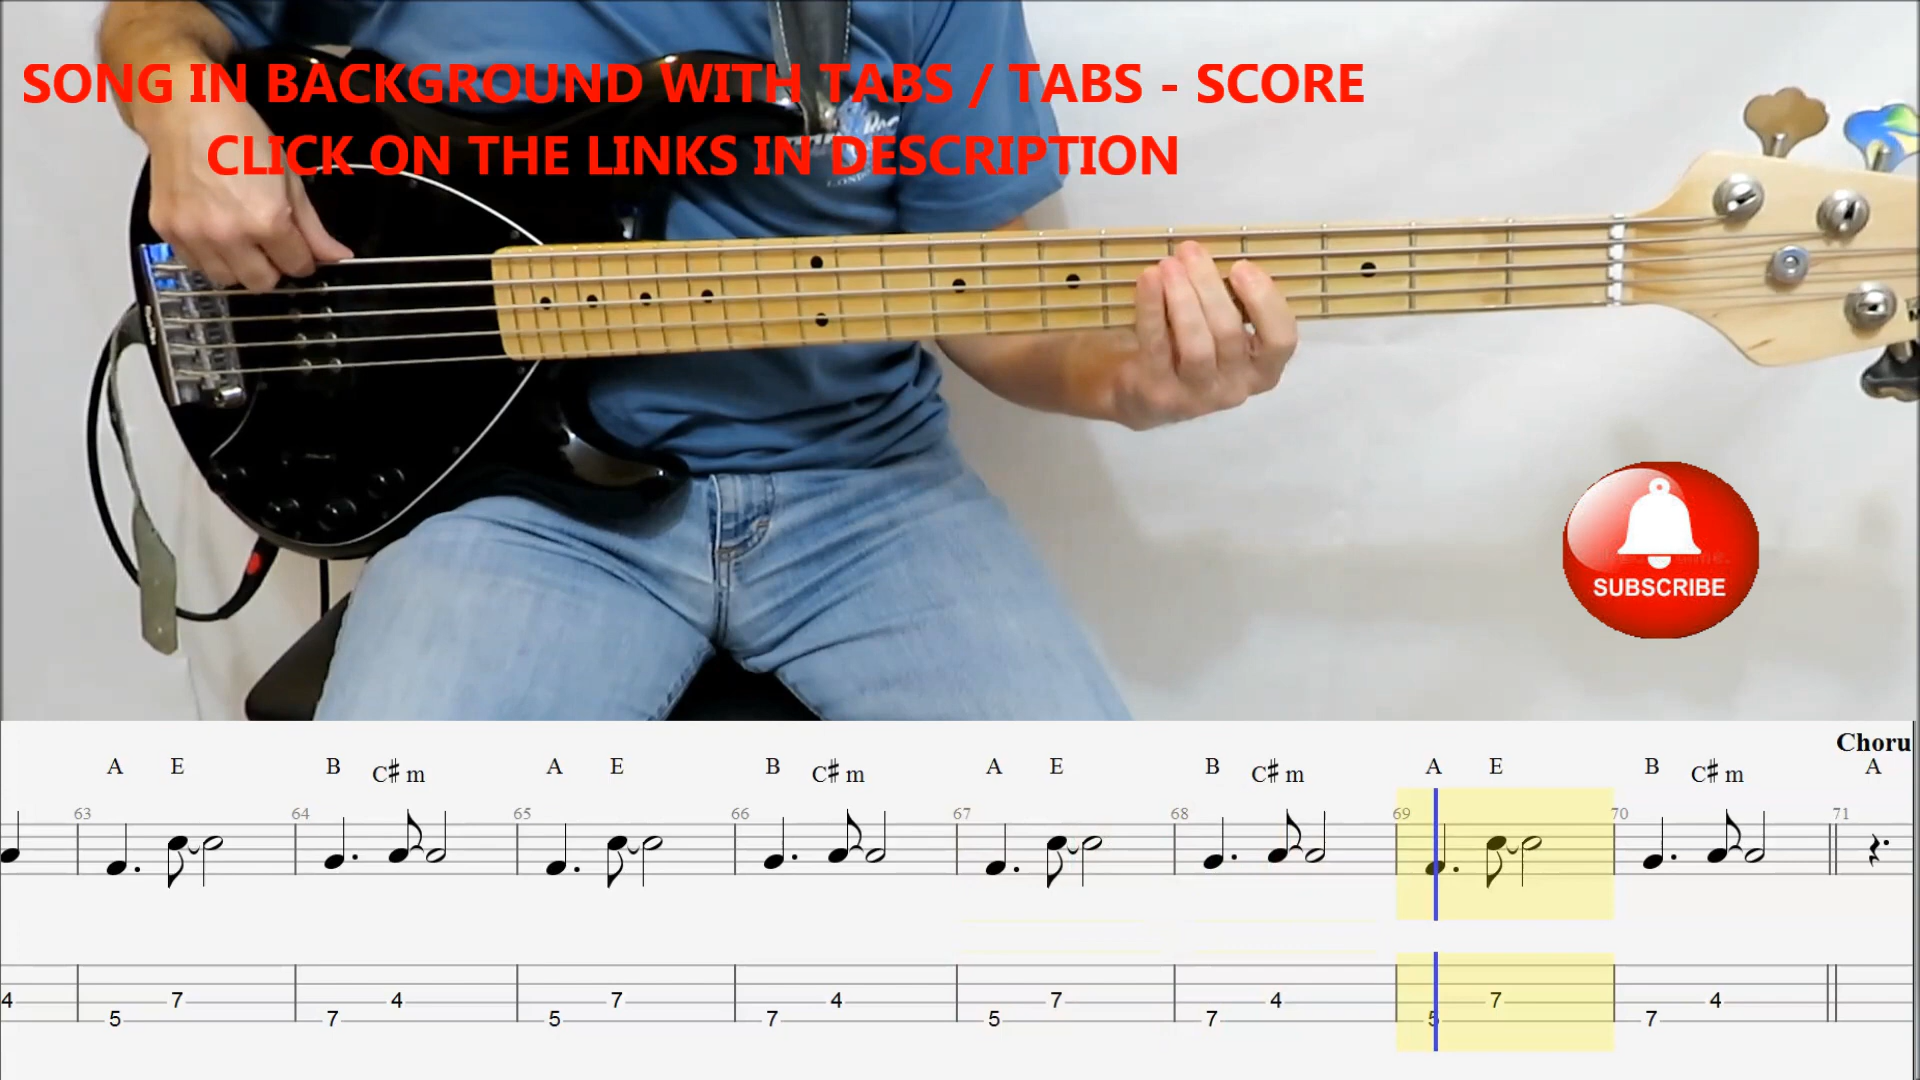 SONG IN BACKGROUND WITH TABS / TABS - SCORE
CLICK ON THE LINKS IN DESCRIPTION
SUBSCRIBE
Choru
A E B C♯m A E B C♯m A E B C♯m A E B C♯m A
63 64 65 66 67 68 69 70 71
4 7 4 7 4 7 4 7 4
5 7 5 7 5 7 5 7